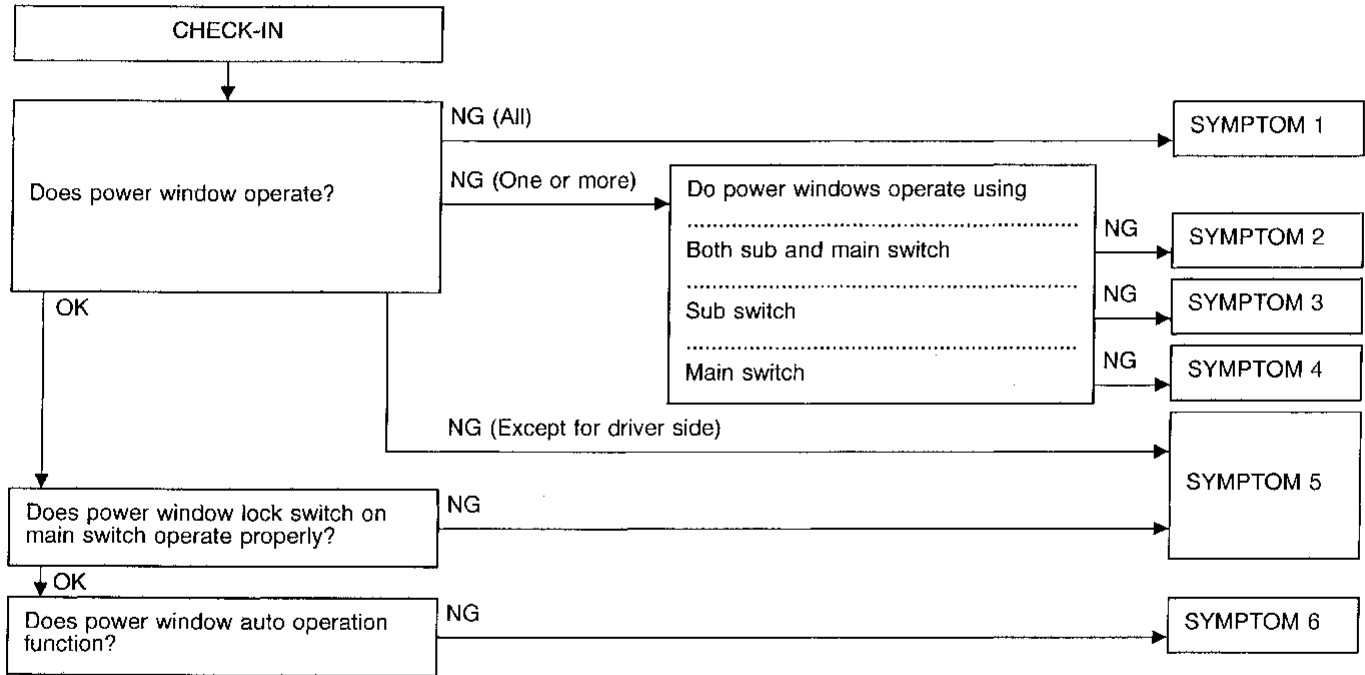 CHECK-IN
NG (All)
SYMPTOM 1
Does power window operate?
NG (One or more)
Do power windows operate using
Both sub and main switch
NG
SYMPTOM 2
Sub switch
NG
SYMPTOM 3
Main switch
NG
SYMPTOM 4
OK
NG (Except for driver side)
SYMPTOM 5
Does power window lock switch on
main switch operate properly?
NG
OK
Does power window auto operation
function?
NG
SYMPTOM 6